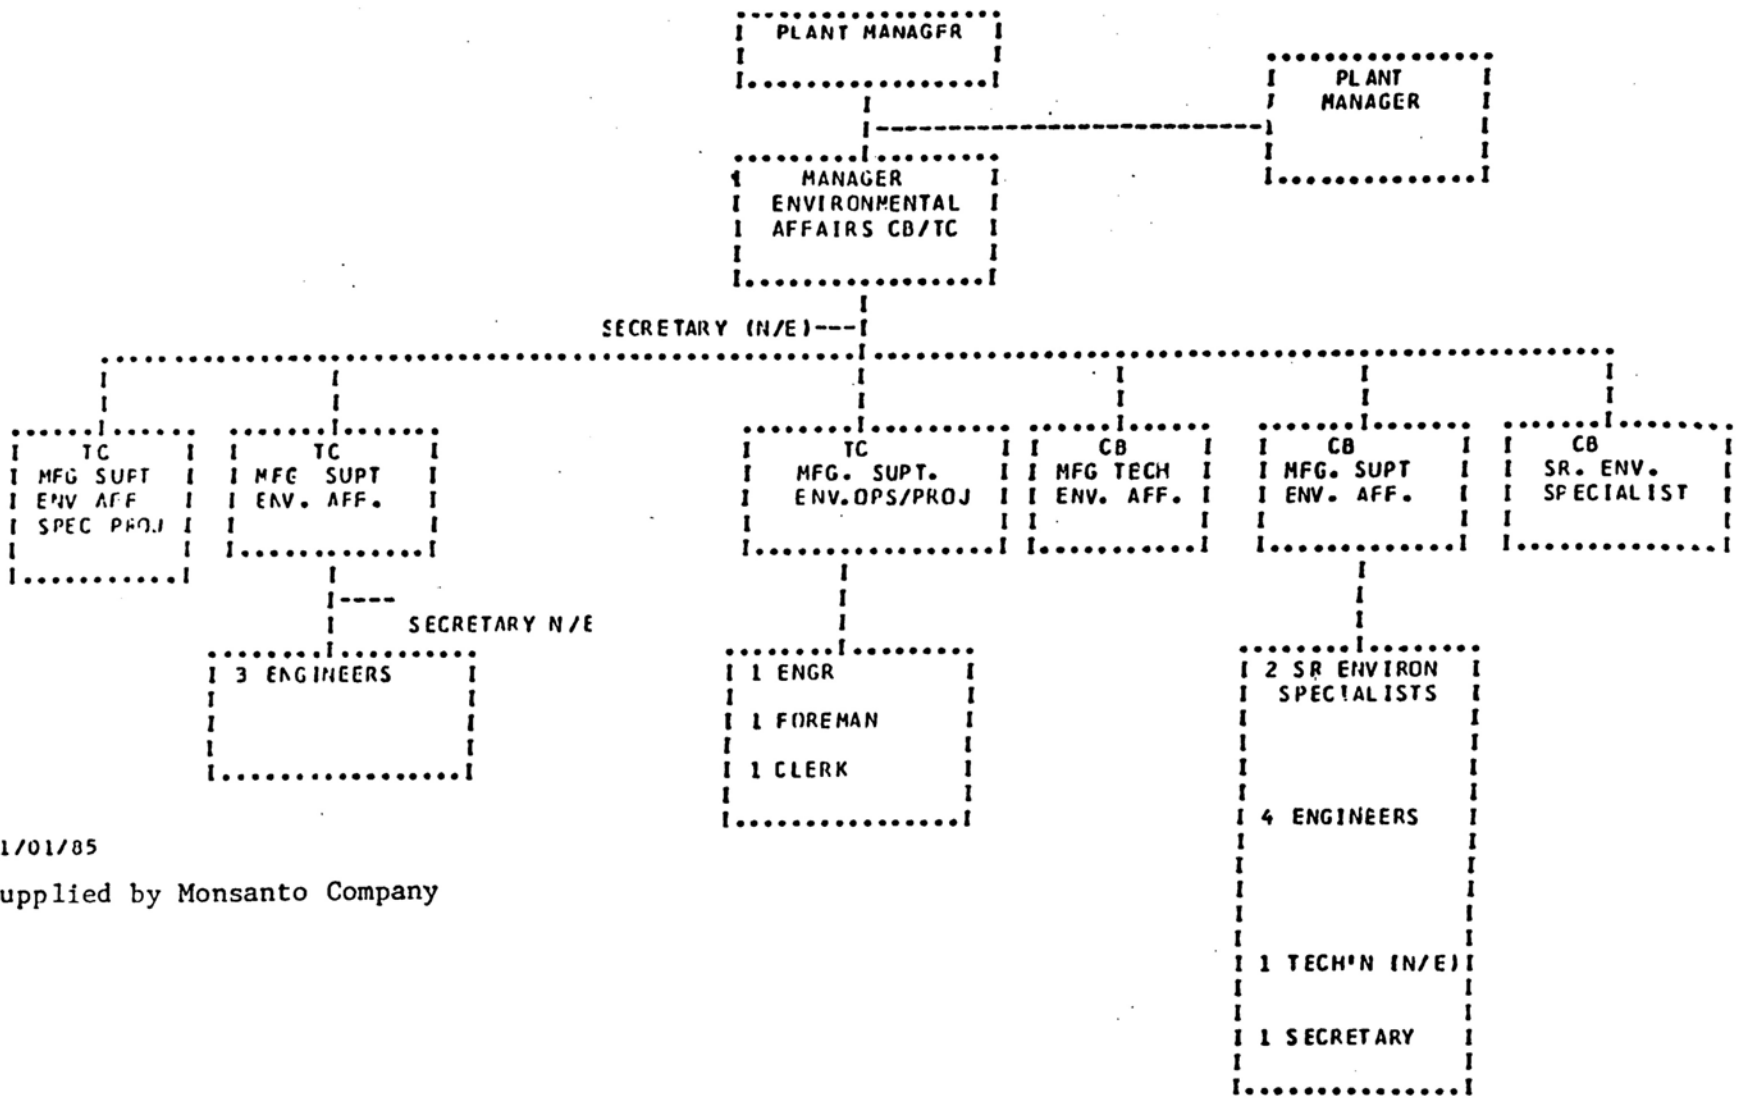 PLANT MANAGER
PLANT
MANAGER
MANAGER
ENVIRONMENTAL
AFFAIRS CB/TC
SECRETARY (N/E)
TC
MFG SUPT
ENV AFF
SPEC PROJ
TC
MFG SUPT
ENV. AFF.
TC
MFG. SUPT.
ENV.OPS/PROJ
CB
MFG TECH
ENV. AFF.
CB
MFG. SUPT
ENV. AFF.
CB
SR. ENV.
SPECIALIST
SECRETARY N/E
3 ENGINEERS
1 ENGR
1 FOREMAN
1 CLERK
2 SR ENVIRON
SPECIALISTS
4 ENGINEERS
1 TECH'N (N/E)
1 SECRETARY
1/01/85
upplied by Monsanto Company